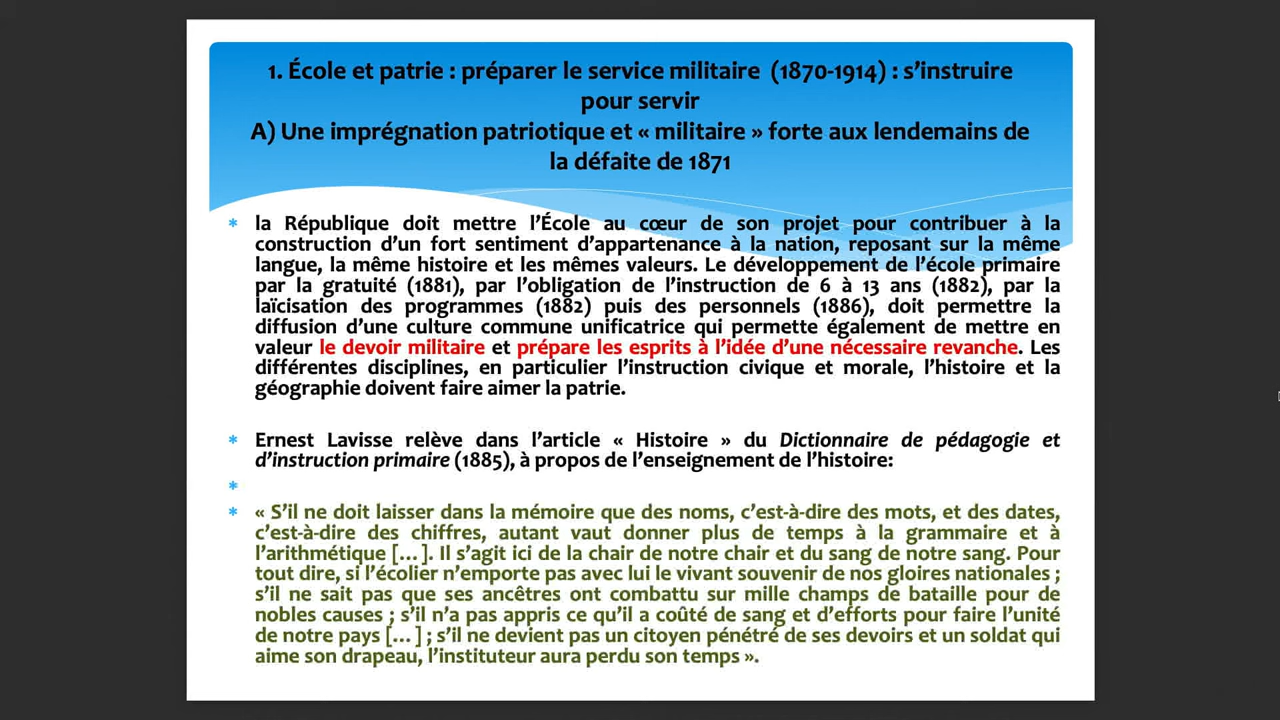 1. École et patrie : préparer le service militaire (1870-1914) : s’instruire
pour servir
A) Une imprégnation patriotique et « militaire » forte aux lendemains de
la défaite de 1871
* la République doit mettre l’École au cœur de son projet pour contribuer à la
construction d’un fort sentiment d’appartenance à la nation, reposant sur la même
langue, la même histoire et les mêmes valeurs. Le développement de l’école primaire
par la gratuité (1881), par l’obligation de l’instruction de 6 à 13 ans (1882), par la
laïcisation des programmes (1882) puis des personnels (1886), doit permettre la
diffusion d’une culture commune unificatrice qui permette également de mettre en
valeur le devoir militaire et prépare les esprits à l’idée d’une nécessaire revanche. Les
différentes disciplines, en particulier l’instruction civique et morale, l’histoire et la
géographie doivent faire aimer la patrie.
* Ernest Lavisse relève dans l’article « Histoire » du Dictionnaire de pédagogie et
d’instruction primaire (1885), à propos de l’enseignement de l’histoire:
*
* « S’il ne doit laisser dans la mémoire que des noms, c’est-à-dire des mots, et des dates,
c’est-à-dire des chiffres, autant vaut donner plus de temps à la grammaire et à
l’arithmétique [...]. Il s’agit ici de la chair de notre chair et du sang de notre sang. Pour
tout dire, si l’écolier n’emporte pas avec lui le vivant souvenir de nos gloires nationales ;
s’il ne sait pas que ses ancêtres ont combattu sur mille champs de bataille pour de
nobles causes ; s’il n’a pas appris ce qu’il a coûté de sang et d’efforts pour faire l’unité
de notre pays [... ] ; s’il ne devient pas un citoyen pénétré de ses devoirs et un soldat qui
aime son drapeau, l’instituteur aura perdu son temps ».